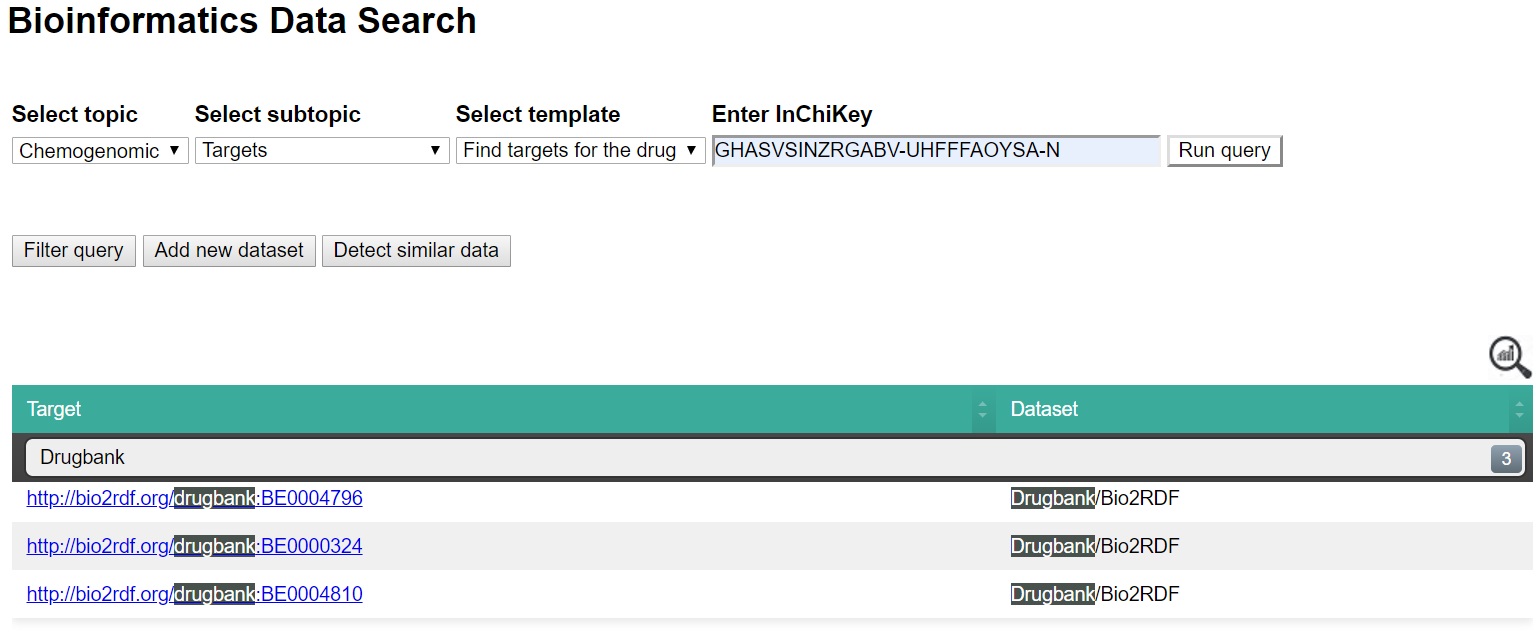 Bioinformatics Data Search
Select topic Select subtopic Select template Enter InChiKey
Chemogenomic Targets Find targets for the drug GHASVSINZRGABV-UHFFFAOYSA-N Run query
Filter query Add new dataset Detect similar data
Target Dataset
Drugbank 3
http://bio2rdf.org/drugbank:BE0004796 Drugbank/Bio2RDF
http://bio2rdf.org/drugbank:BE0000324 Drugbank/Bio2RDF
http://bio2rdf.org/drugbank:BE0004810 Drugbank/Bio2RDF